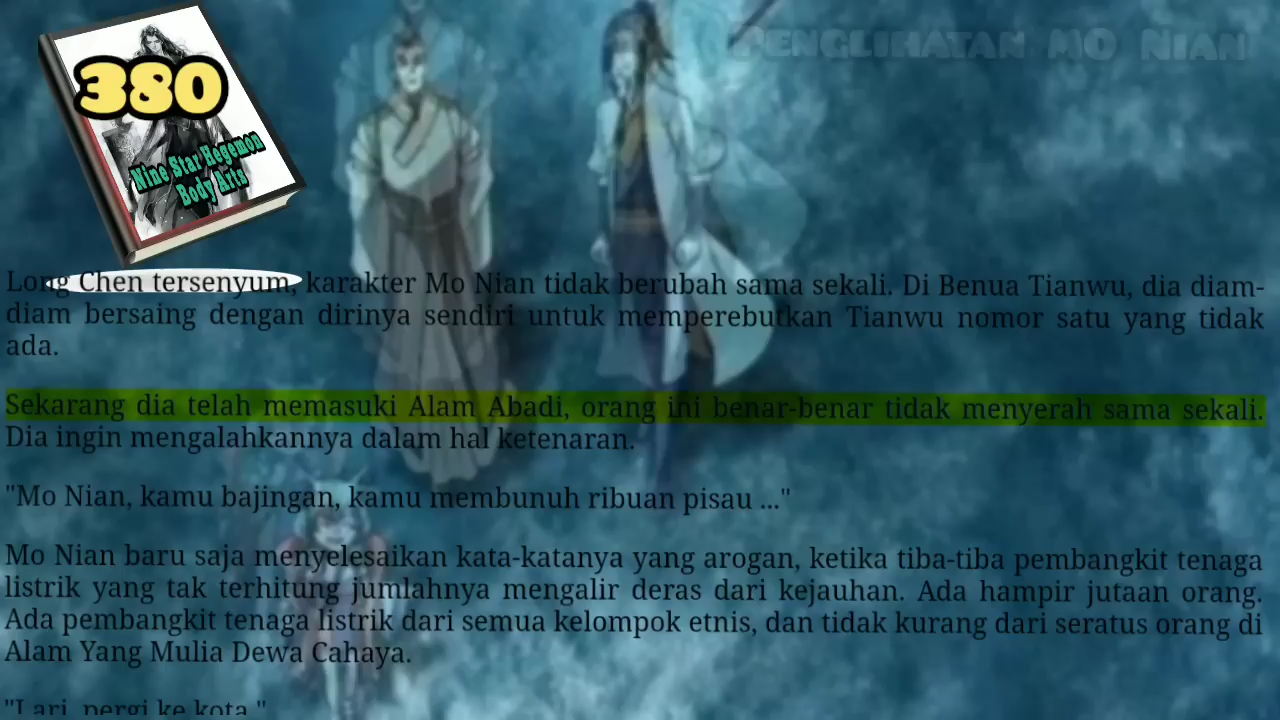 PENGLIHATAN MO NIAN
380
Nine Star Hegemon
Body Arts
Long Chen tersenyum, karakter Mo Nian tidak berubah sama sekali. Di Benua Tianwu, dia diam-
diam bersaing dengan dirinya sendiri untuk memperebutkan Tianwu nomor satu yang tidak
ada.
Sekarang dia telah memasuki Alam Abadi, orang ini benar-benar tidak menyerah sama sekali.
Dia ingin mengalahkannya dalam hal ketenaran.
"Mo Nian, kamu bajingan, kamu membunuh ribuan pisau ..."
Mo Nian baru saja menyelesaikan kata-katanya yang arogan, ketika tiba-tiba pembangkit tenaga
listrik yang tak terhitung jumlahnya mengalir deras dari kejauhan. Ada hampir jutaan orang.
Ada pembangkit tenaga listrik dari semua kelompok etnis, dan tidak kurang dari seratus orang di
Alam Yang Mulia Dewa Cahaya.
"Lari, pergi ke kota."